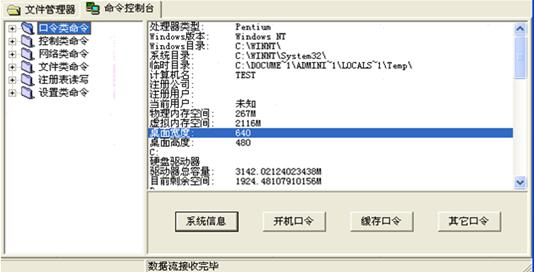 文件管理器 命令控制台
口令类命令
控制类命令
网络类命令
文件类命令
注册表读写
设置类命令
处理器类型: Pentium
Windows版本: Windows NT
Windows目录: C:\WINNT\
系统目录: C:\WINNT\System32\
临时目录: C:\DOCUME~1\ADMINI~1\LOCALS~1\Temp\
计算机名: TEST
注册公司:
注册用户:
当前用户: 未知
物理内存空间: 267M
虚拟内存空间: 2116M
桌面宽度: 640
桌面高度: 480
C:
硬盘驱动器
驱动器总容量: 3142.02124023438M
目前剩余空间: 1924.48107910156M
系统信息 开机口令 缓存口令 其它口令
数据流接收完毕